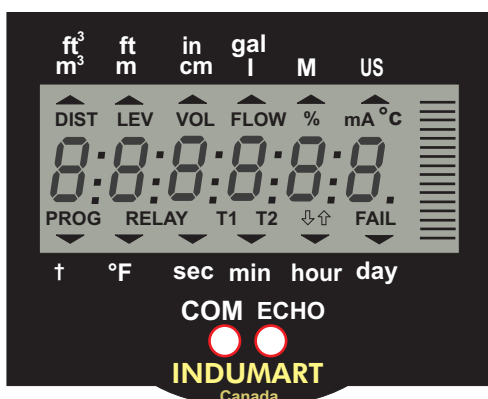 ft³ ft in gal
m³ m cm l M US
DIST LEV VOL FLOW % mA °C
8:8:8:8:8:8.
PROG RELAY T1 T2 ⇩⇧ FAIL
† °F sec min hour day
COM ECHO
INDUMART
Canada